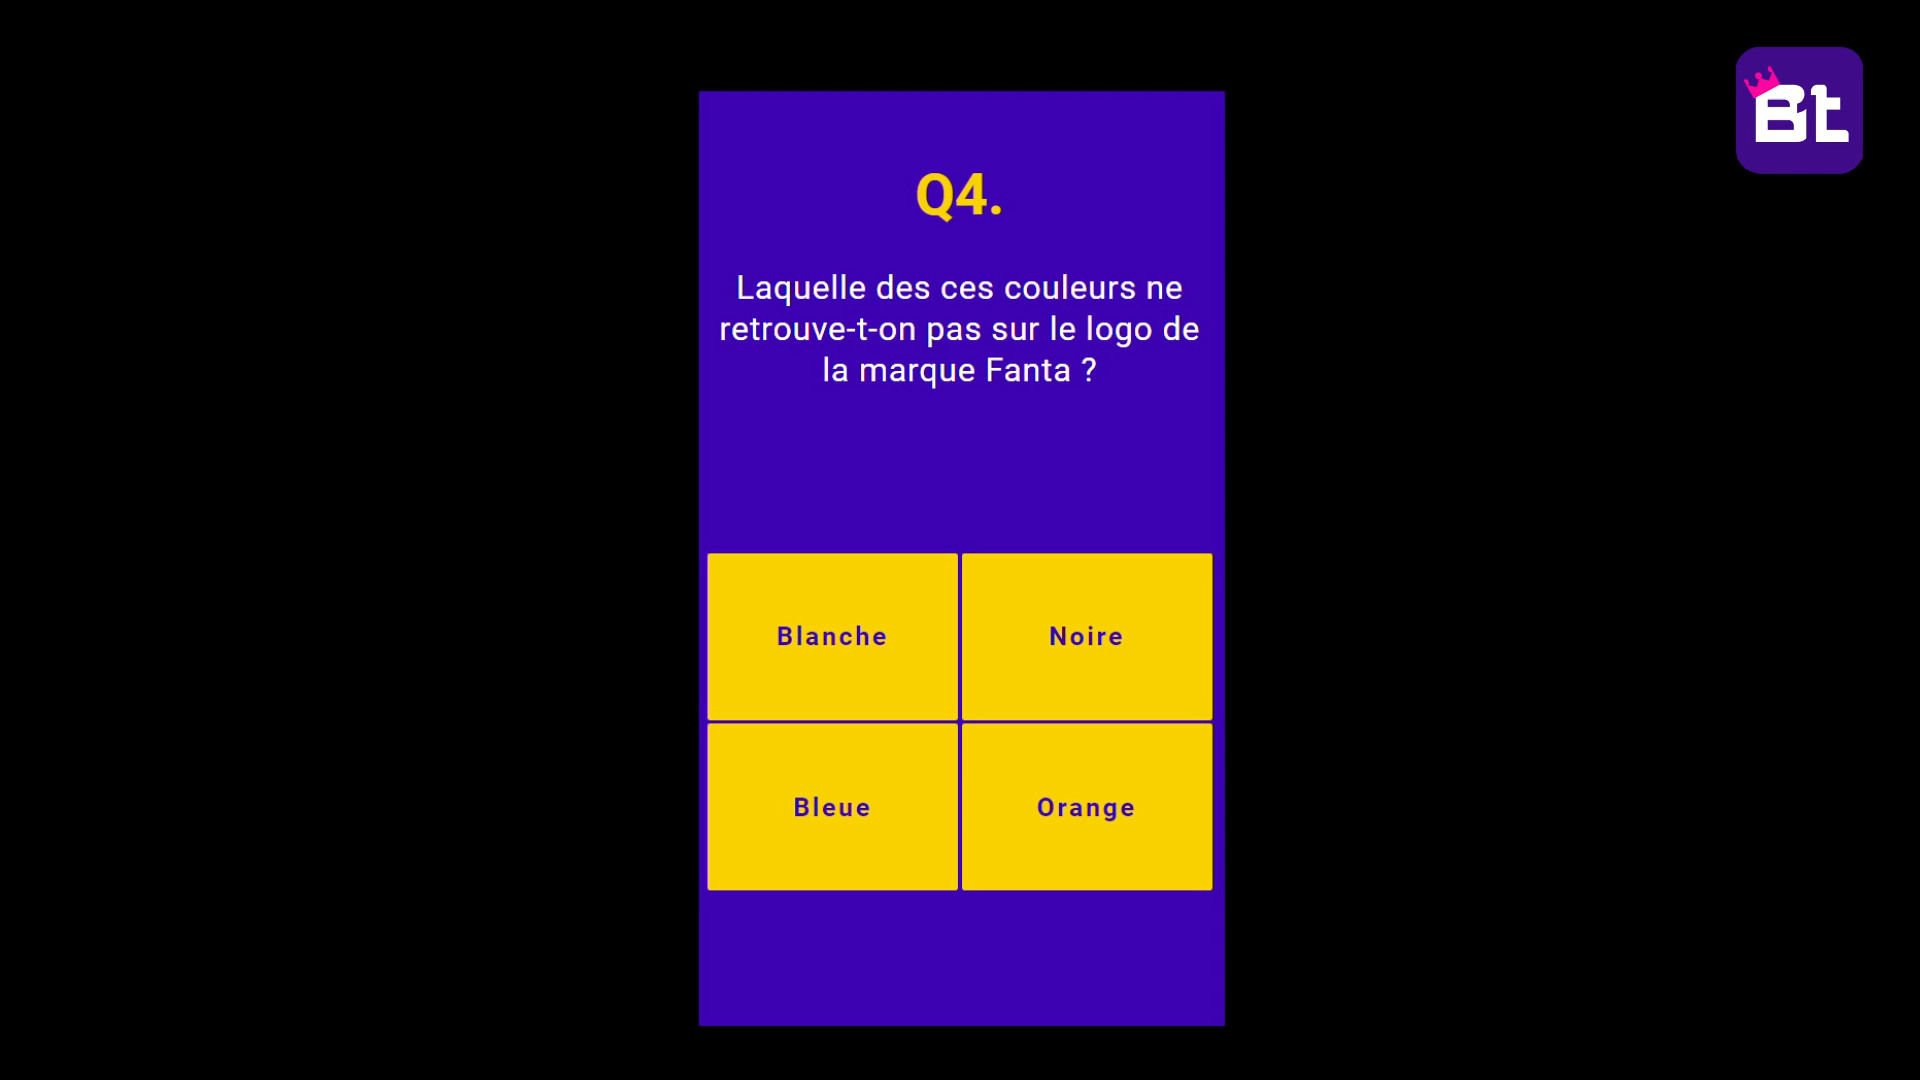 Bt
Q4.
Laquelle des ces couleurs ne
retrouve-t-on pas sur le logo de
la marque Fanta ?
Blanche
Noire
Bleue
Orange